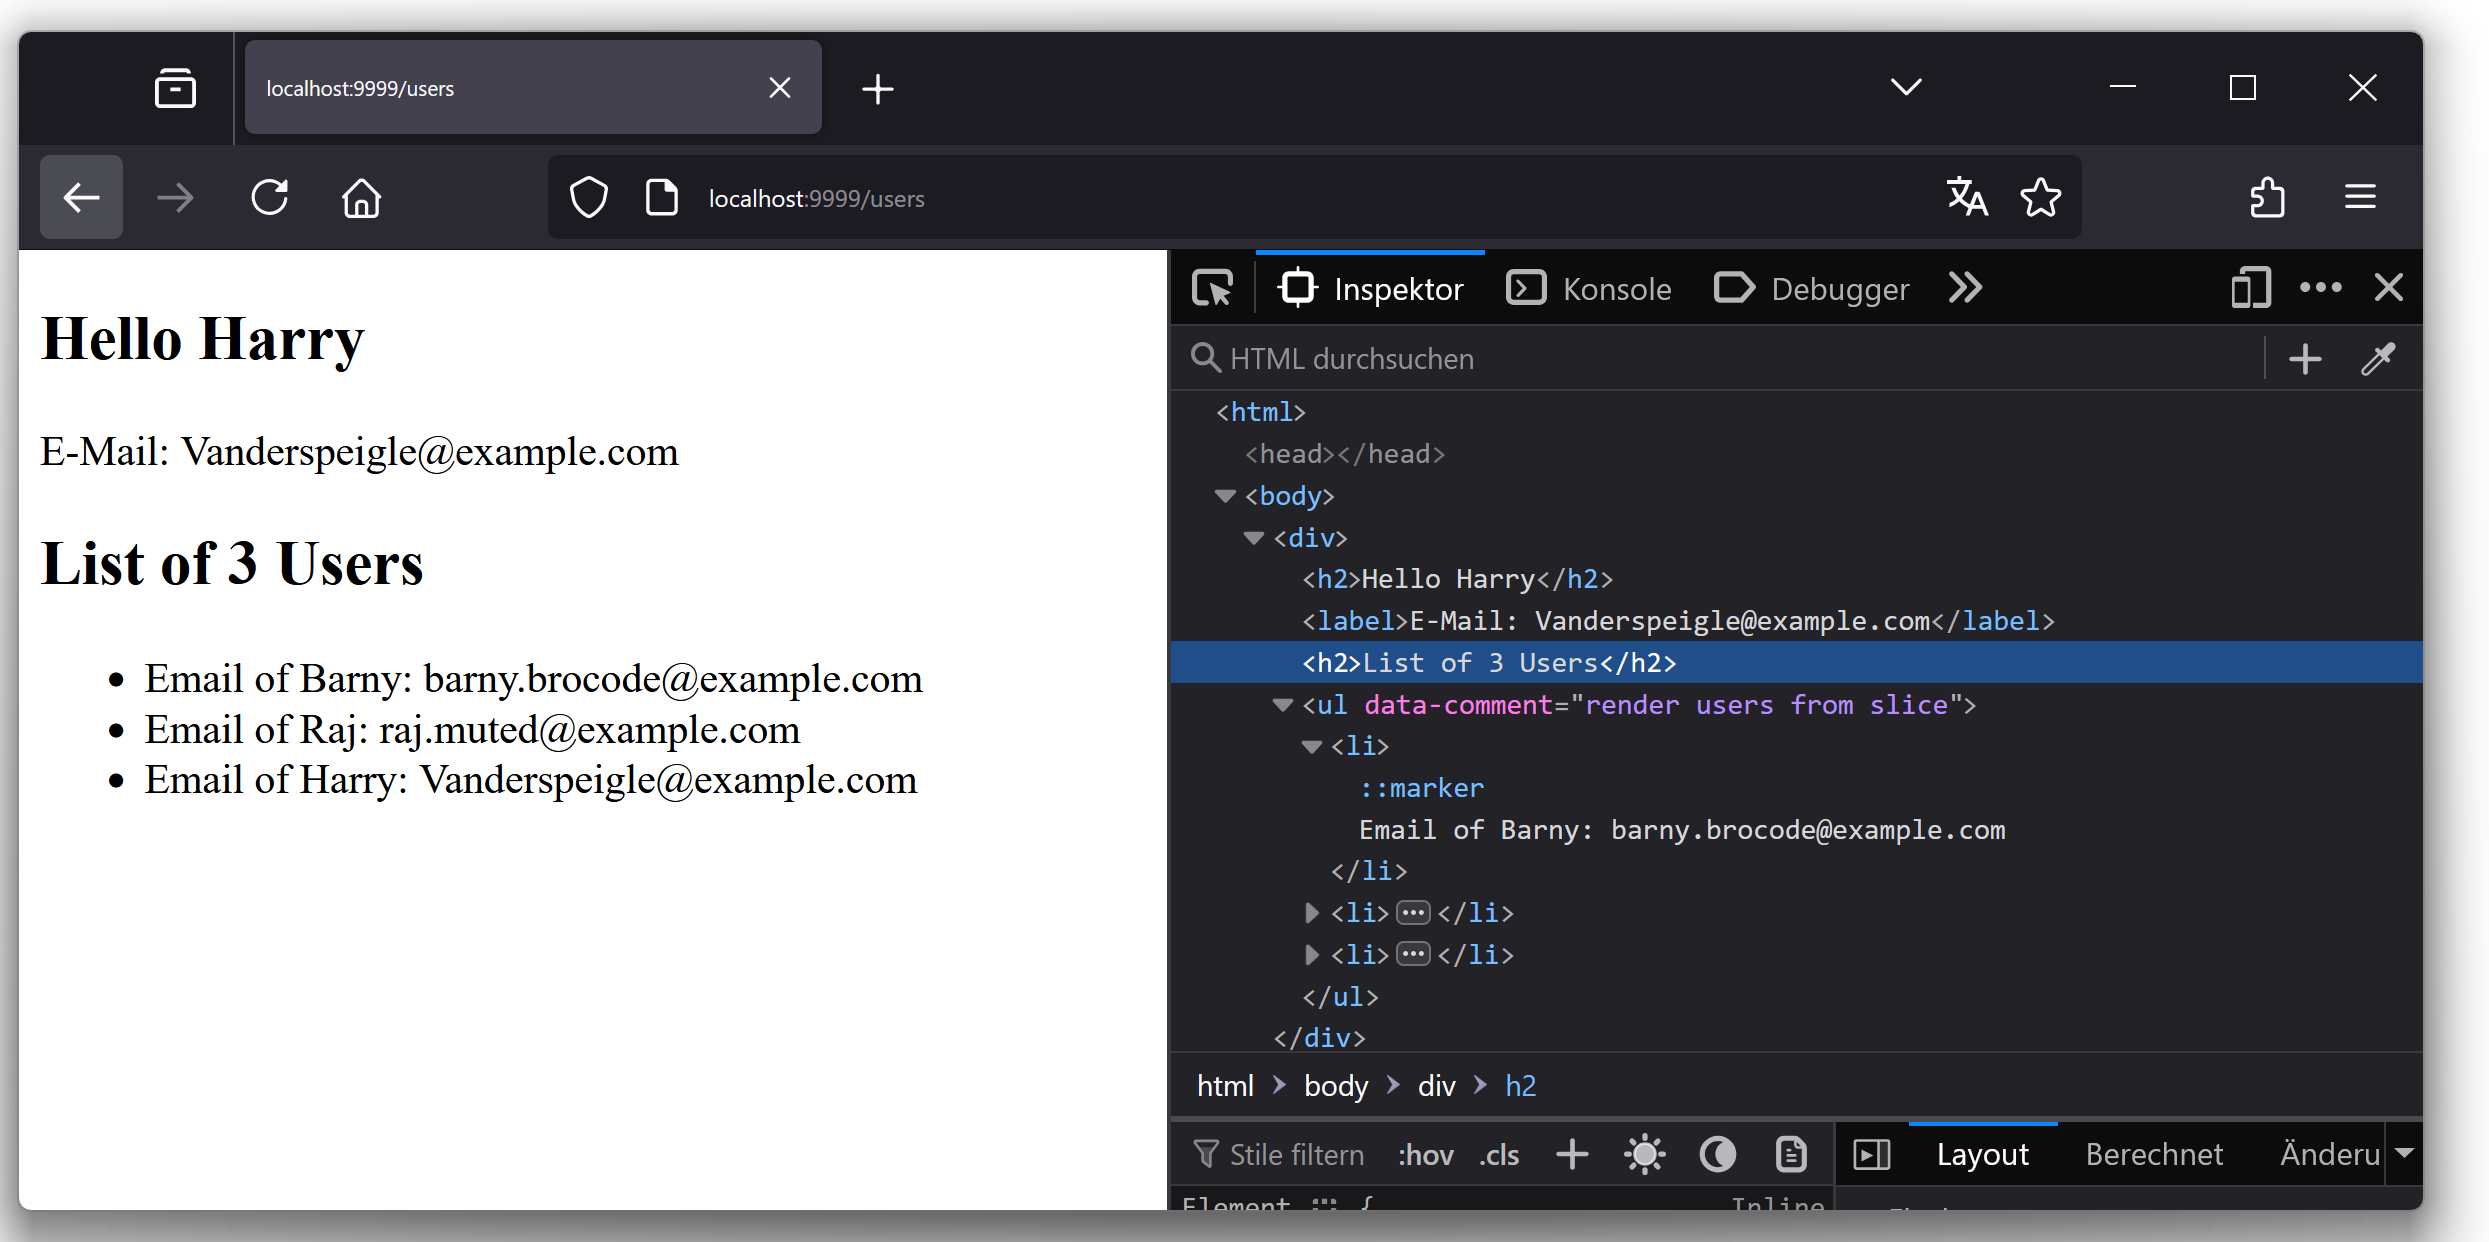 localhost:9999/users
localhost:9999/users
Hello Harry
E-Mail: Vanderspeigle@example.com
List of 3 Users
Email of Barny: barny.brocode@example.com
Email of Raj: raj.muted@example.com
Email of Harry: Vanderspeigle@example.com
Inspektor Konsole Debugger
HTML durchsuchen
<html>
<head></head>
<body>
<div>
<h2>Hello Harry</h2>
<label>E-Mail: Vanderspeigle@example.com</label>
<h2>List of 3 Users</h2>
<ul data-comment="render users from slice">
<li>
::marker
Email of Barny: barny.brocode@example.com
</li>
<li>…</li>
<li>…</li>
</ul>
</div>
html > body > div > h2
Stile filtern :hov .cls
Layout Berechnet Änderu
Element {
Inline